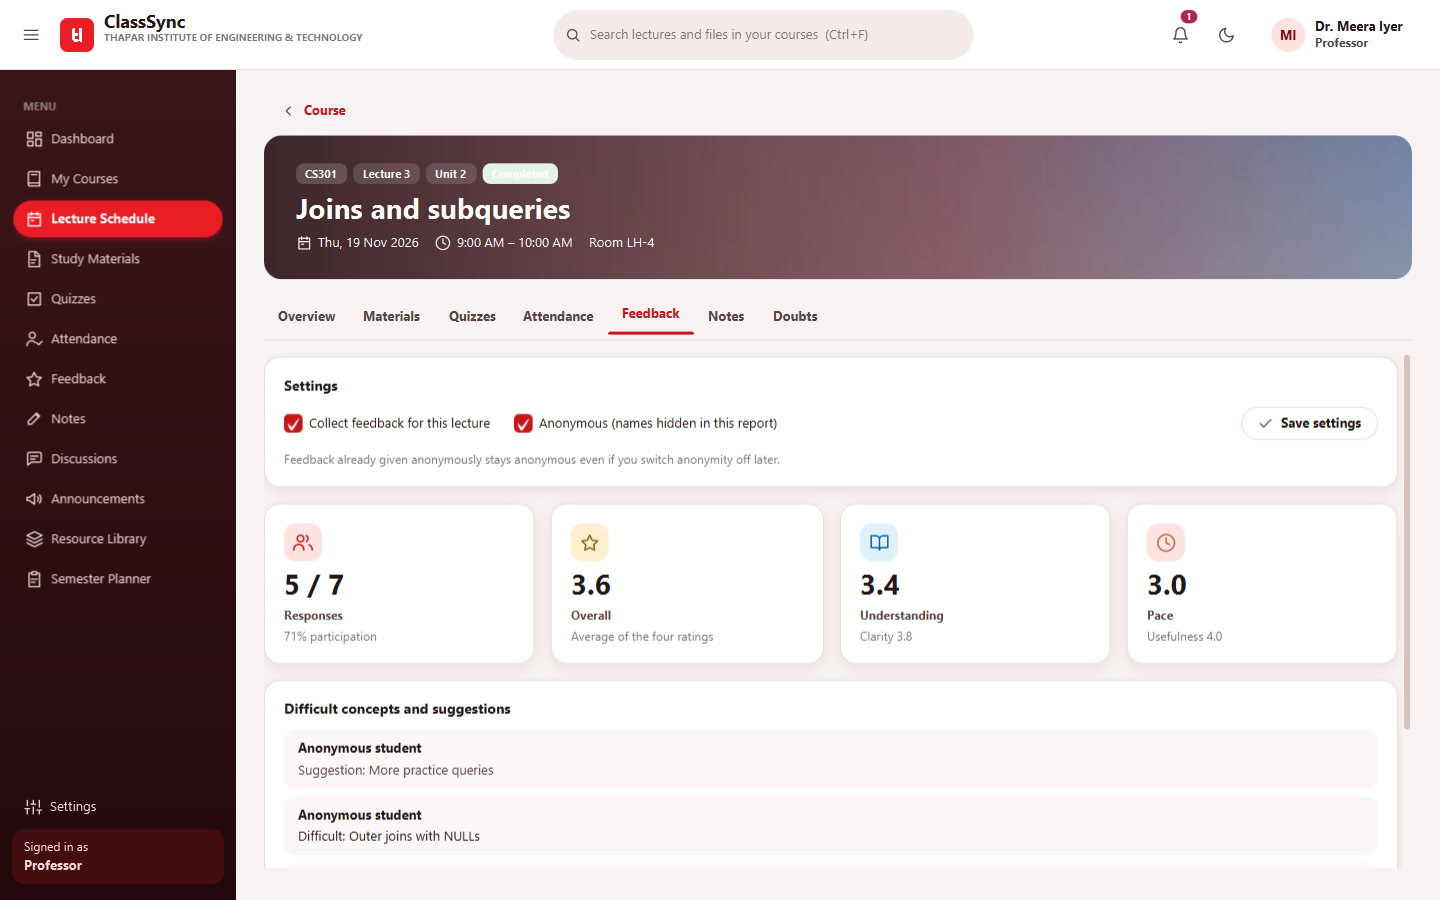 ClassSync
THAPAR INSTITUTE OF ENGINEERING & TECHNOLOGY
Search lectures and files in your courses (Ctrl+F)
1
MI
Dr. Meera Iyer
Professor
MENU
Dashboard
My Courses
Lecture Schedule
Study Materials
Quizzes
Attendance
Feedback
Notes
Discussions
Announcements
Resource Library
Semester Planner
Settings
Signed in as
Professor
Course
CS301 Lecture 3 Unit 2 Completed
Joins and subqueries
Thu, 19 Nov 2026 9:00 AM – 10:00 AM Room LH-4
Overview Materials Quizzes Attendance Feedback Notes Doubts
Settings
Collect feedback for this lecture Anonymous (names hidden in this report) Save settings
Feedback already given anonymously stays anonymous even if you switch anonymity off later.
5 / 7
Responses
71% participation
3.6
Overall
Average of the four ratings
3.4
Understanding
Clarity 3.8
3.0
Pace
Usefulness 4.0
Difficult concepts and suggestions
Anonymous student
Suggestion: More practice queries
Anonymous student
Difficult: Outer joins with NULLs